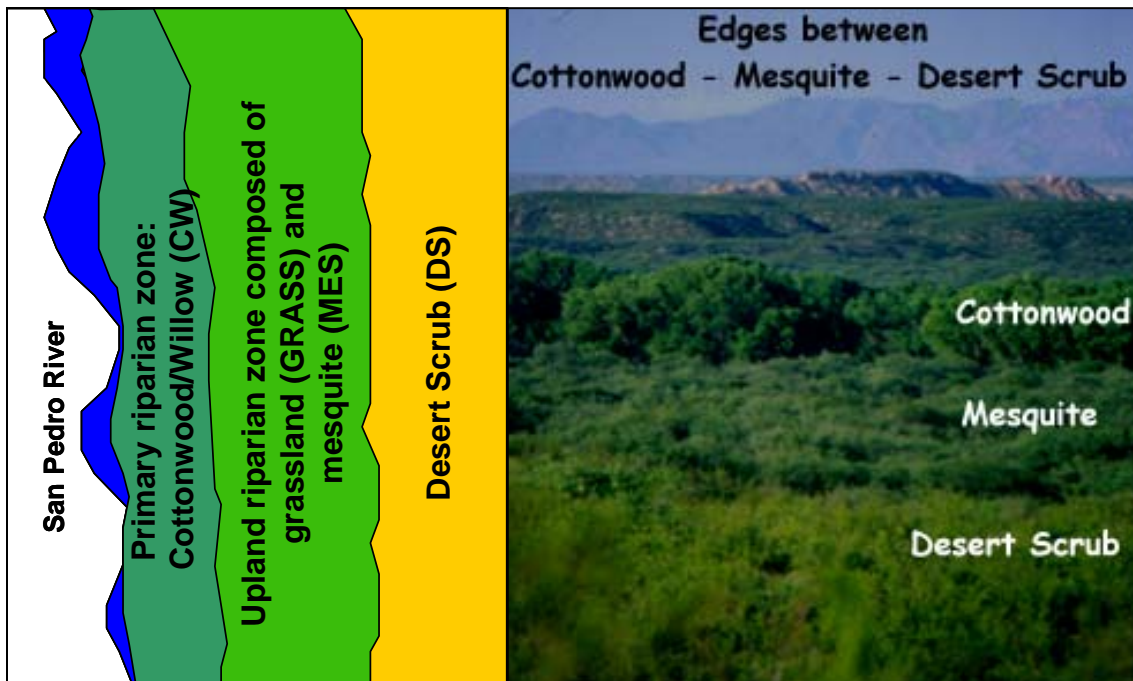 San Pedro River
Primary riparian zone:
Cottonwood/Willow (CW)
Upland riparian zone composed of
grassland (GRASS) and
mesquite (MES)
Desert Scrub (DS)
Edges between
Cottonwood - Mesquite - Desert Scrub
Cottonwood
Mesquite
Desert Scrub